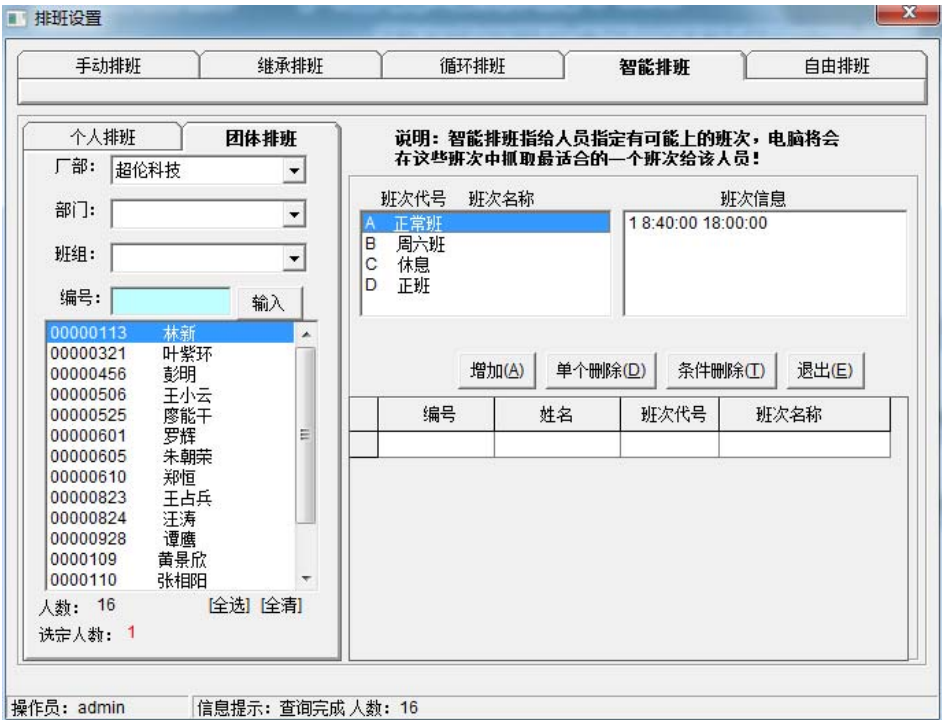 排班设置
X
手动排班 继承排班 循环排班 智能排班 自由排班
个人排班 团体排班
厂部： 超伦科技
部门：
班组：
编号： 输入
00000113 林新
00000321 叶紫环
00000456 彭明
00000506 王小云
00000525 廖能干
00000601 罗辉
00000605 朱朝荣
00000610 郑恒
00000823 王占兵
00000824 汪涛
00000928 谭鹰
0000109 黄景欣
0000110 张相阳
人数： 16 [全选] [全清]
选定人数： 1
说明：智能排班指给人员指定有可能上的班次，电脑将会
在这些班次中抓取最适合的一个班次给该人员！
班次代号 班次名称 班次信息
A 正常班 1 8:40:00 18:00:00
B 周六班
C 休息
D 正班
增加(A) 单个删除(D) 条件删除(T) 退出(E)
编号 姓名 班次代号 班次名称
操作员：admin 信息提示：查询完成 人数：16